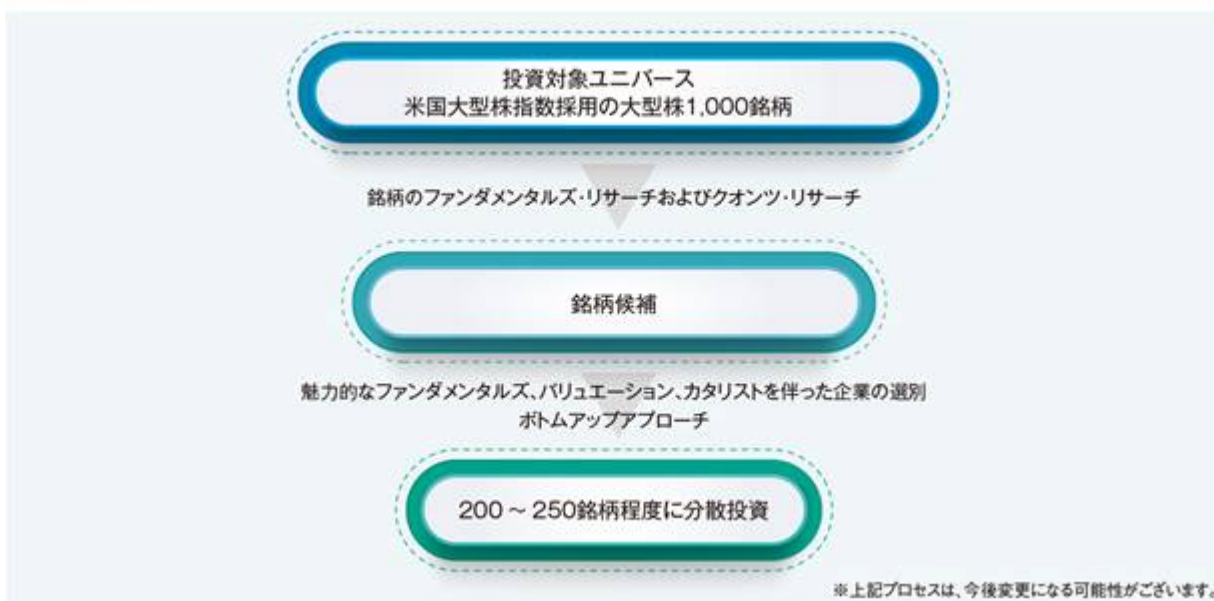 投資対象ユニバース
米国大型株指数採用の大型株1,000銘柄
銘柄のファンダメンタルズ・リサーチおよびクオンツ・リサーチ
銘柄候補
魅力的なファンダメンタルズ、バリュエーション、カタリストを伴った企業の選別
ボトムアップアプローチ
200 ～ 250銘柄程度に分散投資
※上記プロセスは、今後変更になる可能性がございます。